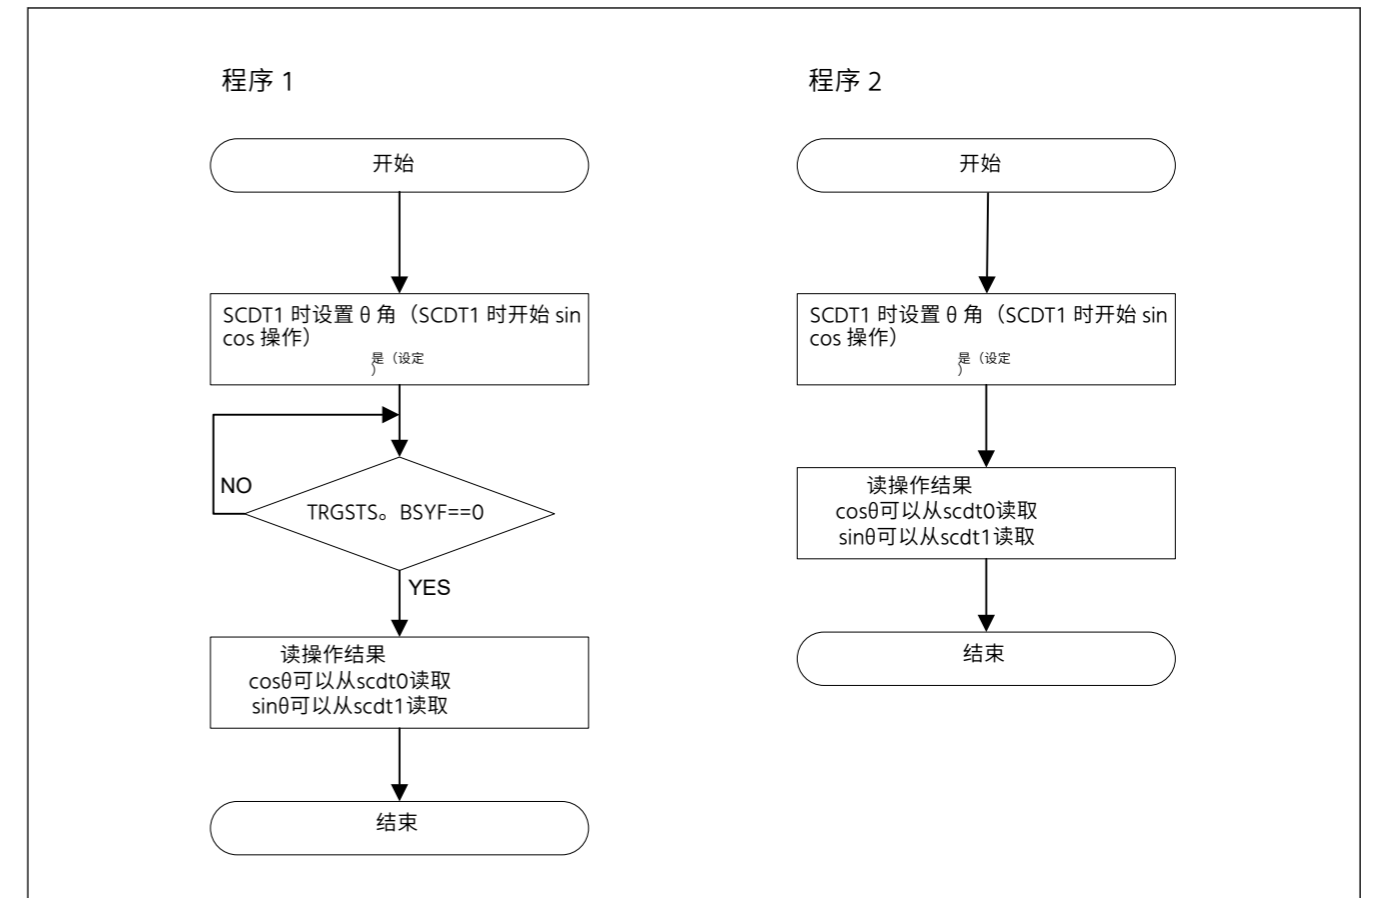 程序 1
开始
SCDT1 时设置 θ 角（SCDT1 时开始 sin
cos 操作）
是（设定
）
NO
TRGSTS。BSYF==0
YES
读操作结果
cosθ可以从scdt0读取
sinθ可以从scdt1读取
结束
程序 2
开始
SCDT1 时设置 θ 角（SCDT1 时开始 sin
cos 操作）
是（设定
）
读操作结果
cosθ可以从scdt0读取
sinθ可以从scdt1读取
结束